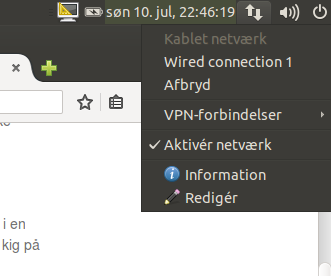 søn 10. jul, 22:46:19
Kablet netværk
Wired connection 1
Afbryd
VPN-forbindelser
Aktivér netværk
Information
Redigér
i en
kig på